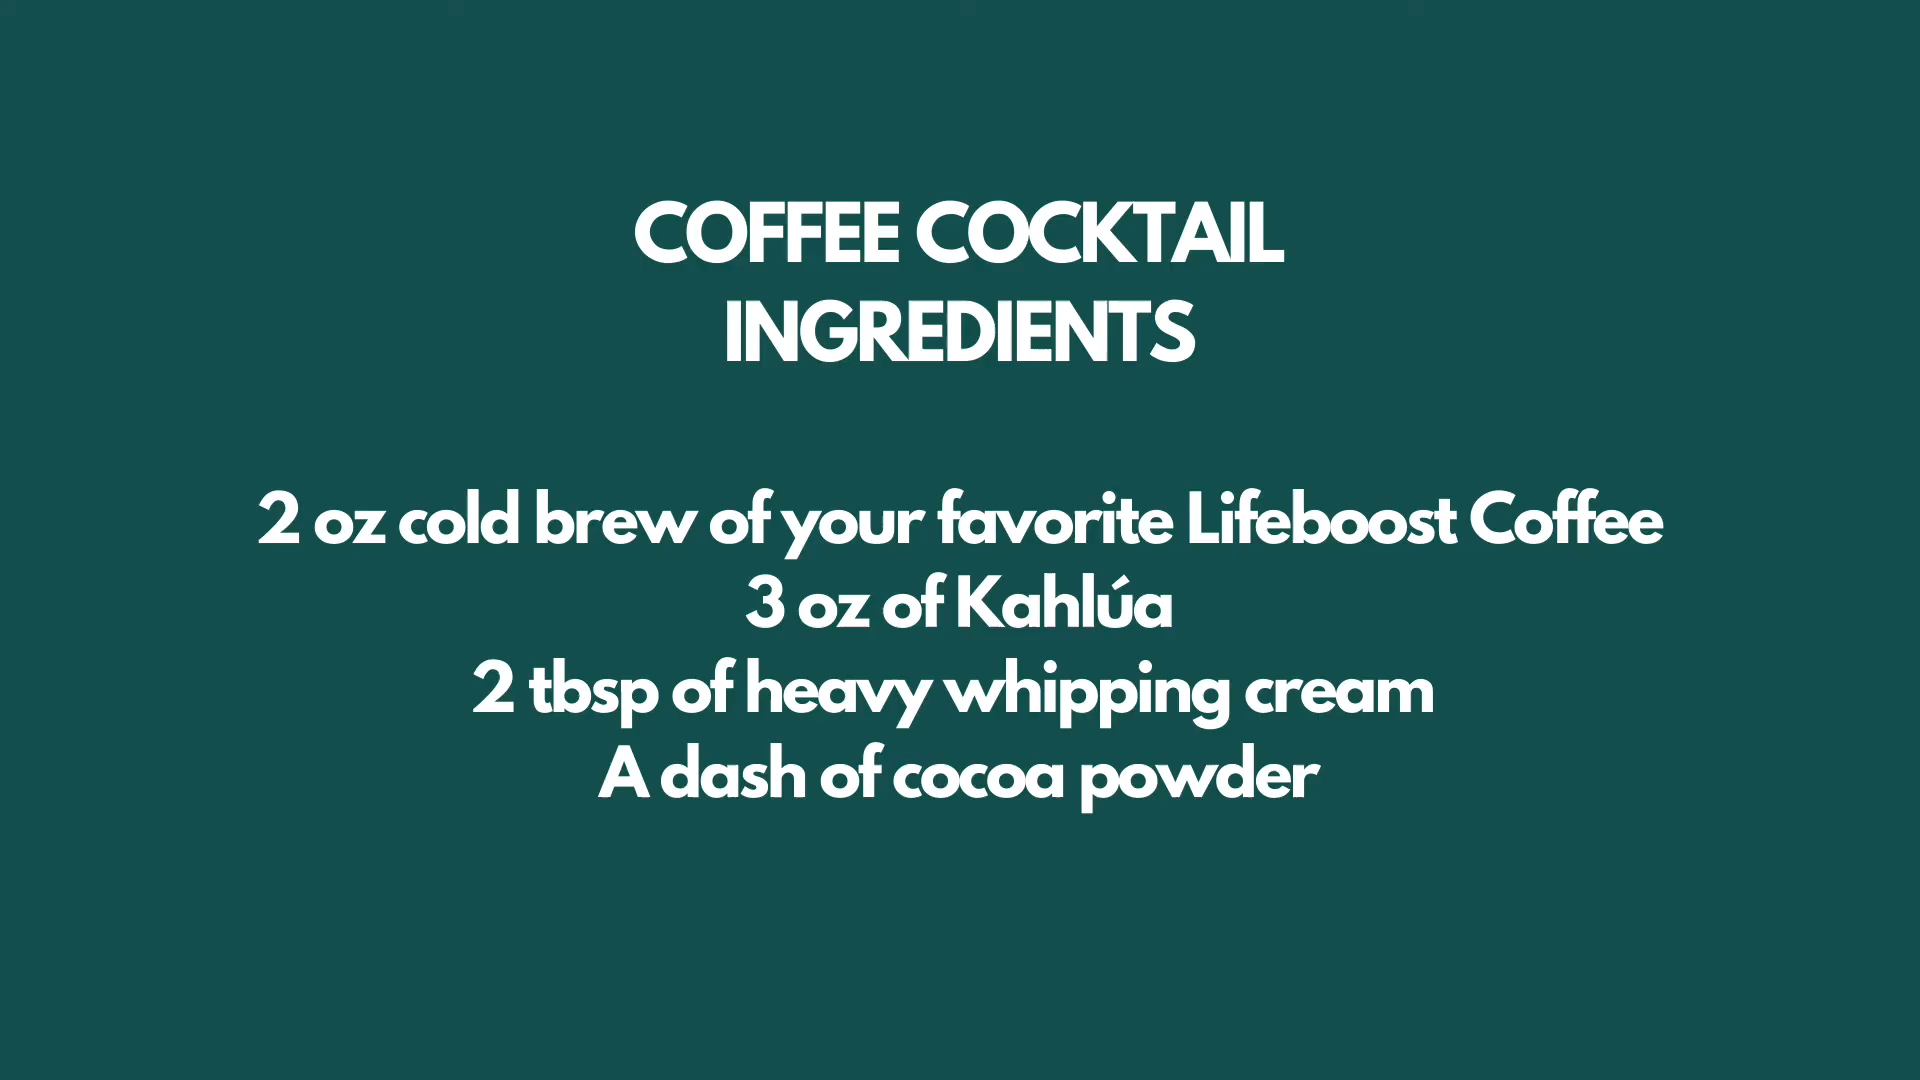 COFFEE COCKTAIL
INGREDIENTS
2 oz cold brew of your favorite Lifeboost Coffee
3 oz of Kahlúa
2 tbsp of heavy whipping cream
A dash of cocoa powder